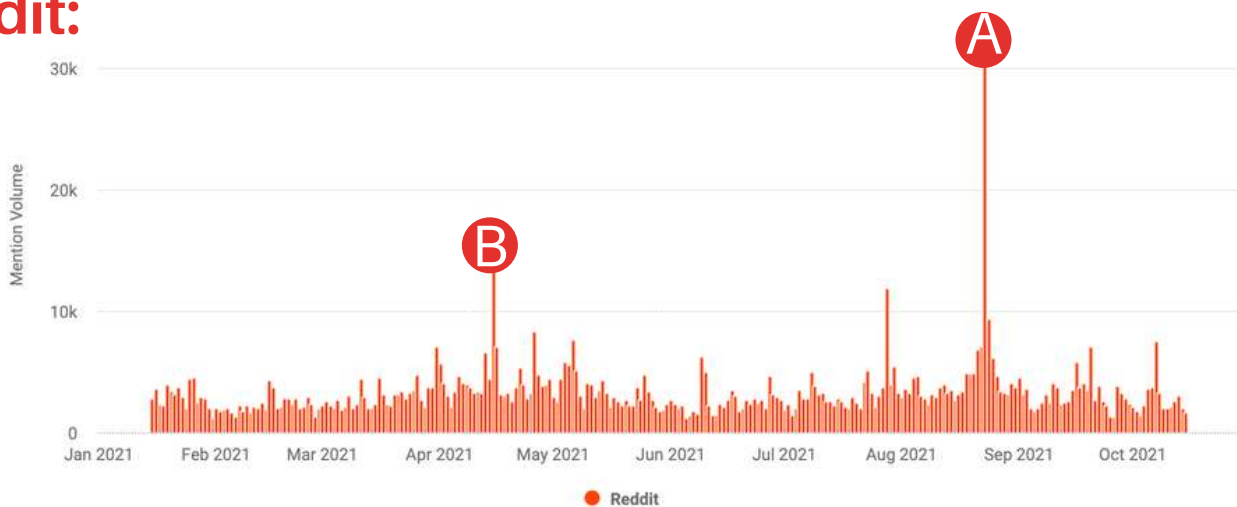 dit:
A
30k
20k
B
10k
0
Mention Volume
Jan 2021 Feb 2021 Mar 2021 Apr 2021 May 2021 Jun 2021 Jul 2021 Aug 2021 Sep 2021 Oct 2021
Reddit